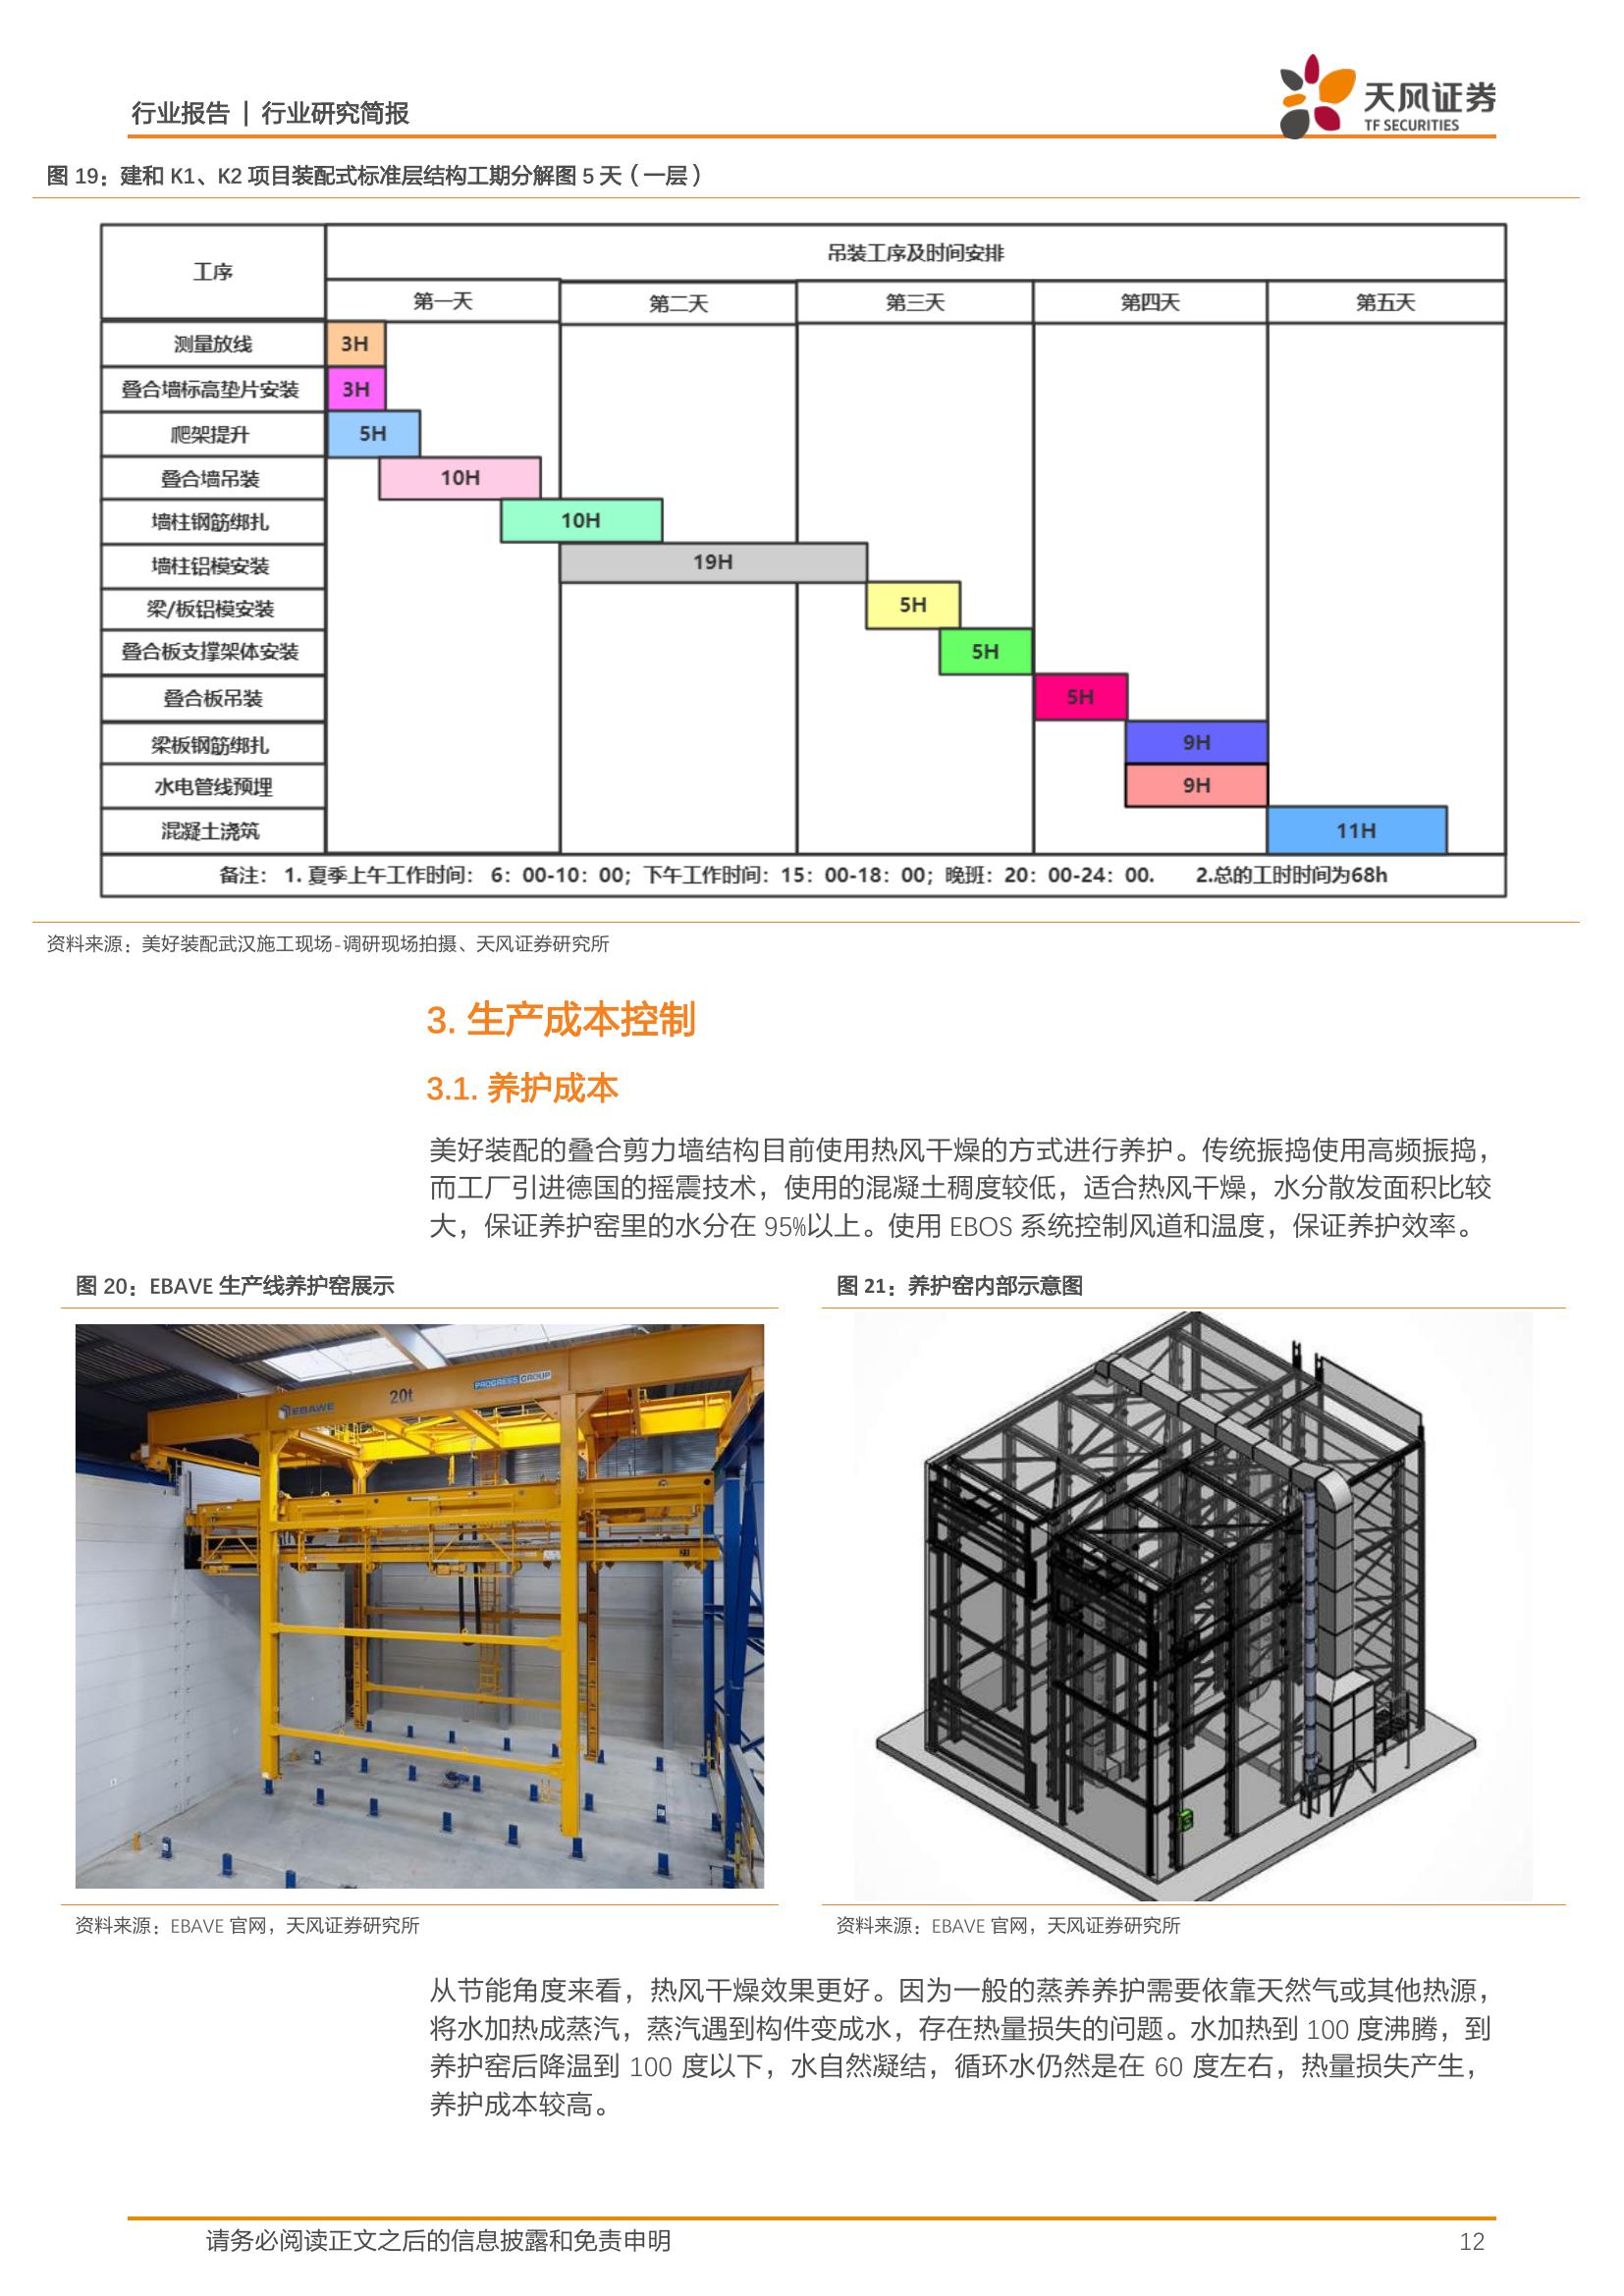 行业报告 | 行业研究简报
天风证券
TF SECURITIES
图 19：建和 K1、K2 项目装配式标准层结构工期分解图 5 天（一层）
工序
吊装工序及时间安排
第一天 第二天 第三天 第四天 第五天
测量放线 3H
叠合墙标高垫片安装 3H
爬架提升 5H
叠合墙吊装 10H
墙柱钢筋绑扎 10H
墙柱铝模安装 19H
梁/板铝模安装 5H
叠合板支撑架体安装 5H
叠合板吊装 5H
梁板钢筋绑扎 9H
水电管线预埋 9H
混凝土浇筑 11H
备注： 1. 夏季上午工作时间： 6：00-10：00；下午工作时间：15：00-18：00；晚班：20：00-24：00. 2.总的工时时间为68h
资料来源：美好装配武汉施工现场-调研现场拍摄、天风证券研究所
3. 生产成本控制
3.1. 养护成本
美好装配的叠合剪力墙结构目前使用热风干燥的方式进行养护。传统振捣使用高频振捣，
而工厂引进德国的摇震技术，使用的混凝土稠度较低，适合热风干燥，水分散发面积比较
大，保证养护窑里的水分在 95%以上。使用 EBOS 系统控制风道和温度，保证养护效率。
图 20：EBAVE 生产线养护窑展示
图 21：养护窑内部示意图
EBAWE
20t
PROGRESS GROUP
资料来源：EBAVE 官网，天风证券研究所
资料来源：EBAVE 官网，天风证券研究所
从节能角度来看，热风干燥效果更好。因为一般的蒸养养护需要依靠天然气或其他热源，
将水加热成蒸汽，蒸汽遇到构件变成水，存在热量损失的问题。水加热到 100 度沸腾，到
养护窑后降温到 100 度以下，水自然凝结，循环水仍然是在 60 度左右，热量损失产生，
养护成本较高。
请务必阅读正文之后的信息披露和免责申明
12